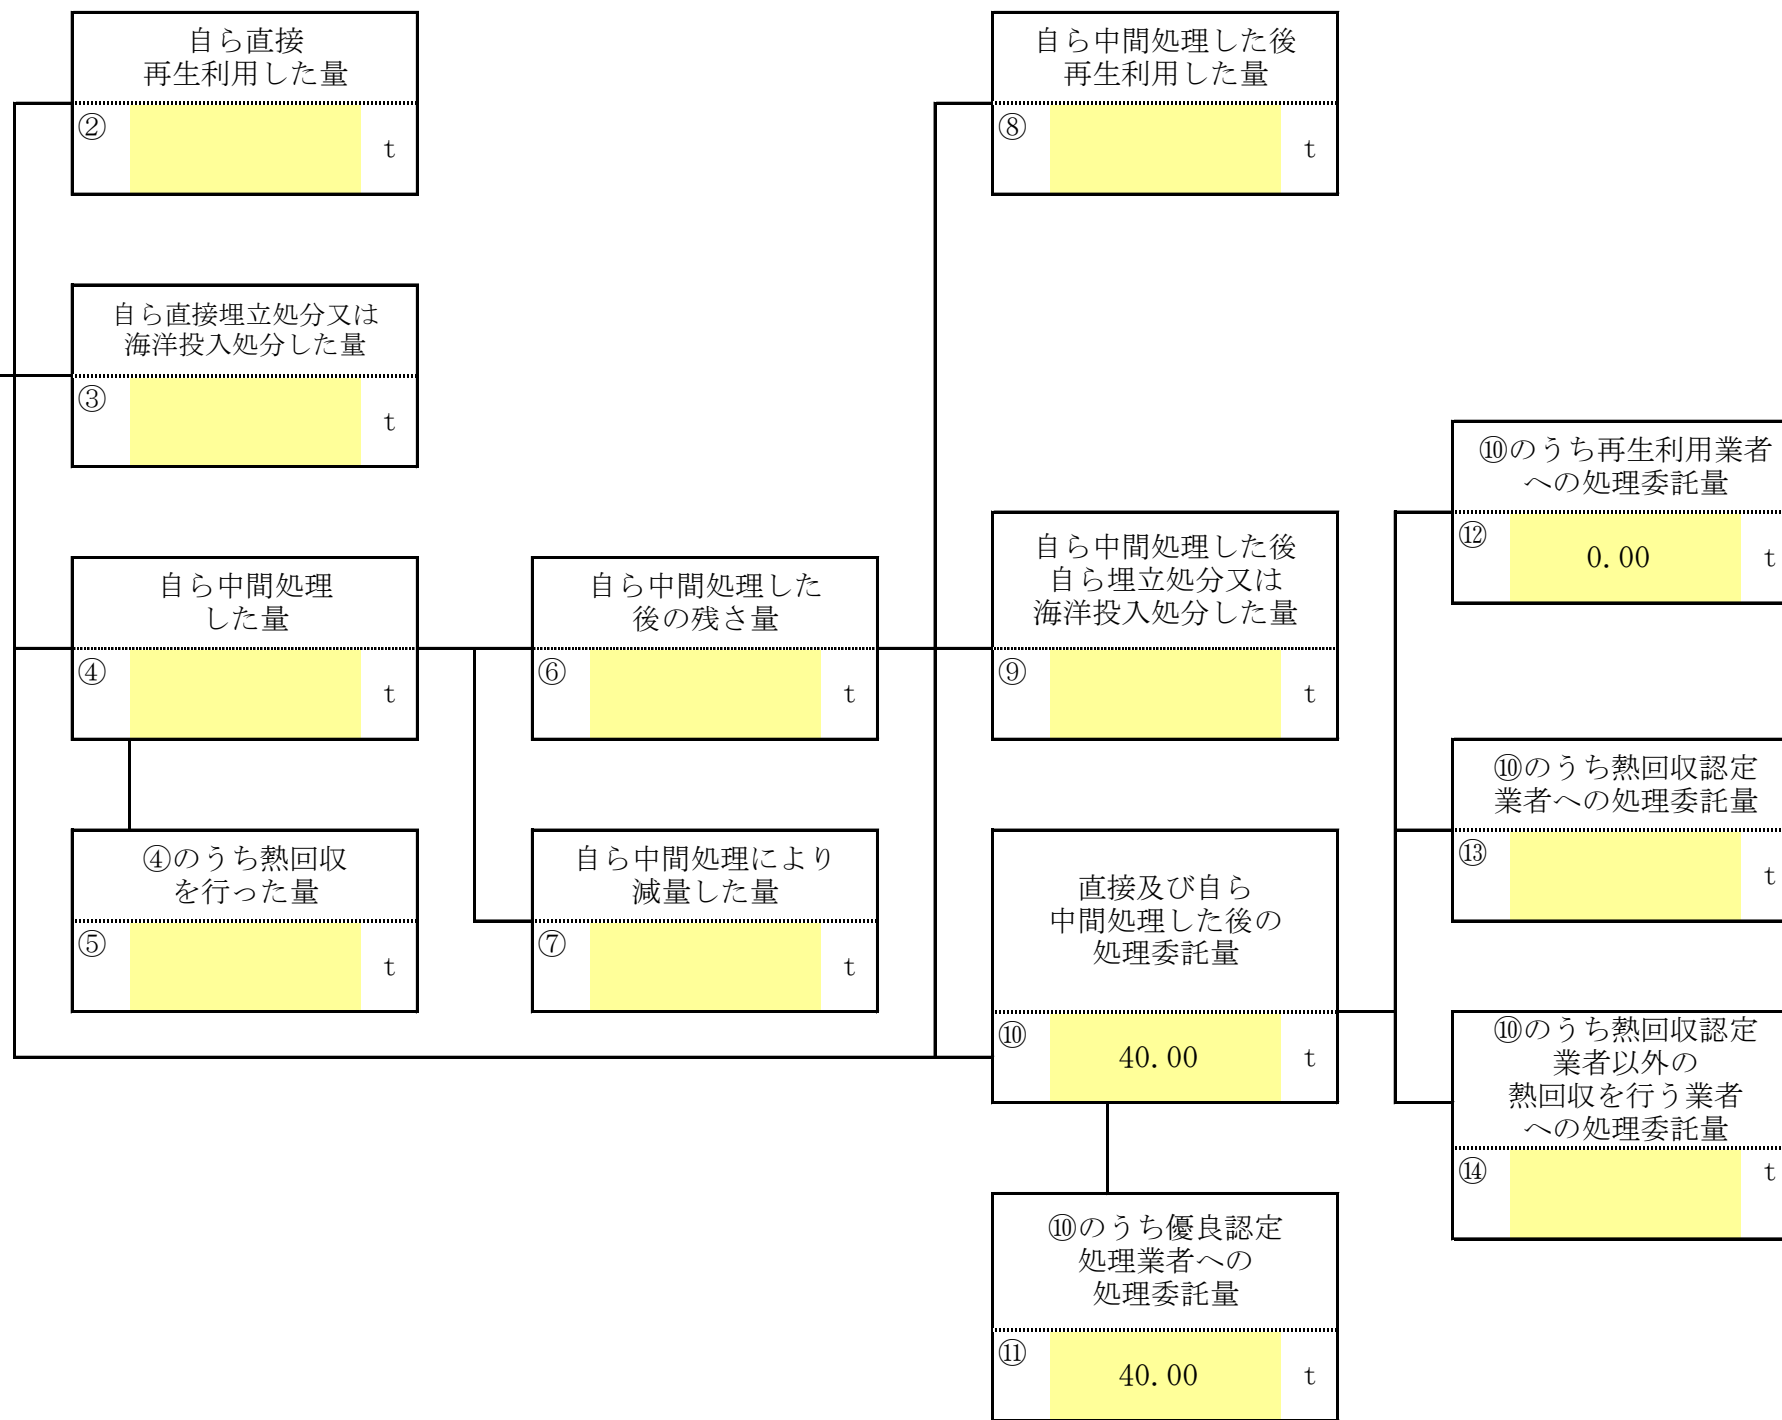 自ら直接
再生利用した量
②
t
自ら直接埋立処分又は
海洋投入処分した量
③
t
自ら中間処理
した量
④
t
④のうち熱回収
を行った量
⑤
t
自ら中間処理した
後の残さ量
⑥
t
自ら中間処理により
減量した量
⑦
t
自ら中間処理した後
再生利用した量
⑧
t
自ら中間処理した後
自ら埋立処分又は
海洋投入処分した量
⑨
t
直接及び自ら
中間処理した後の
処理委託量
⑩ 40.00 t
⑩のうち優良認定
処理業者への
処理委託量
⑪ 40.00 t
⑩のうち再生利用業者
への処理委託量
⑫ 0.00 t
⑩のうち熱回収認定
業者への処理委託量
⑬
t
⑩のうち熱回収認定
業者以外の
熱回収を行う業者
への処理委託量
⑭
t